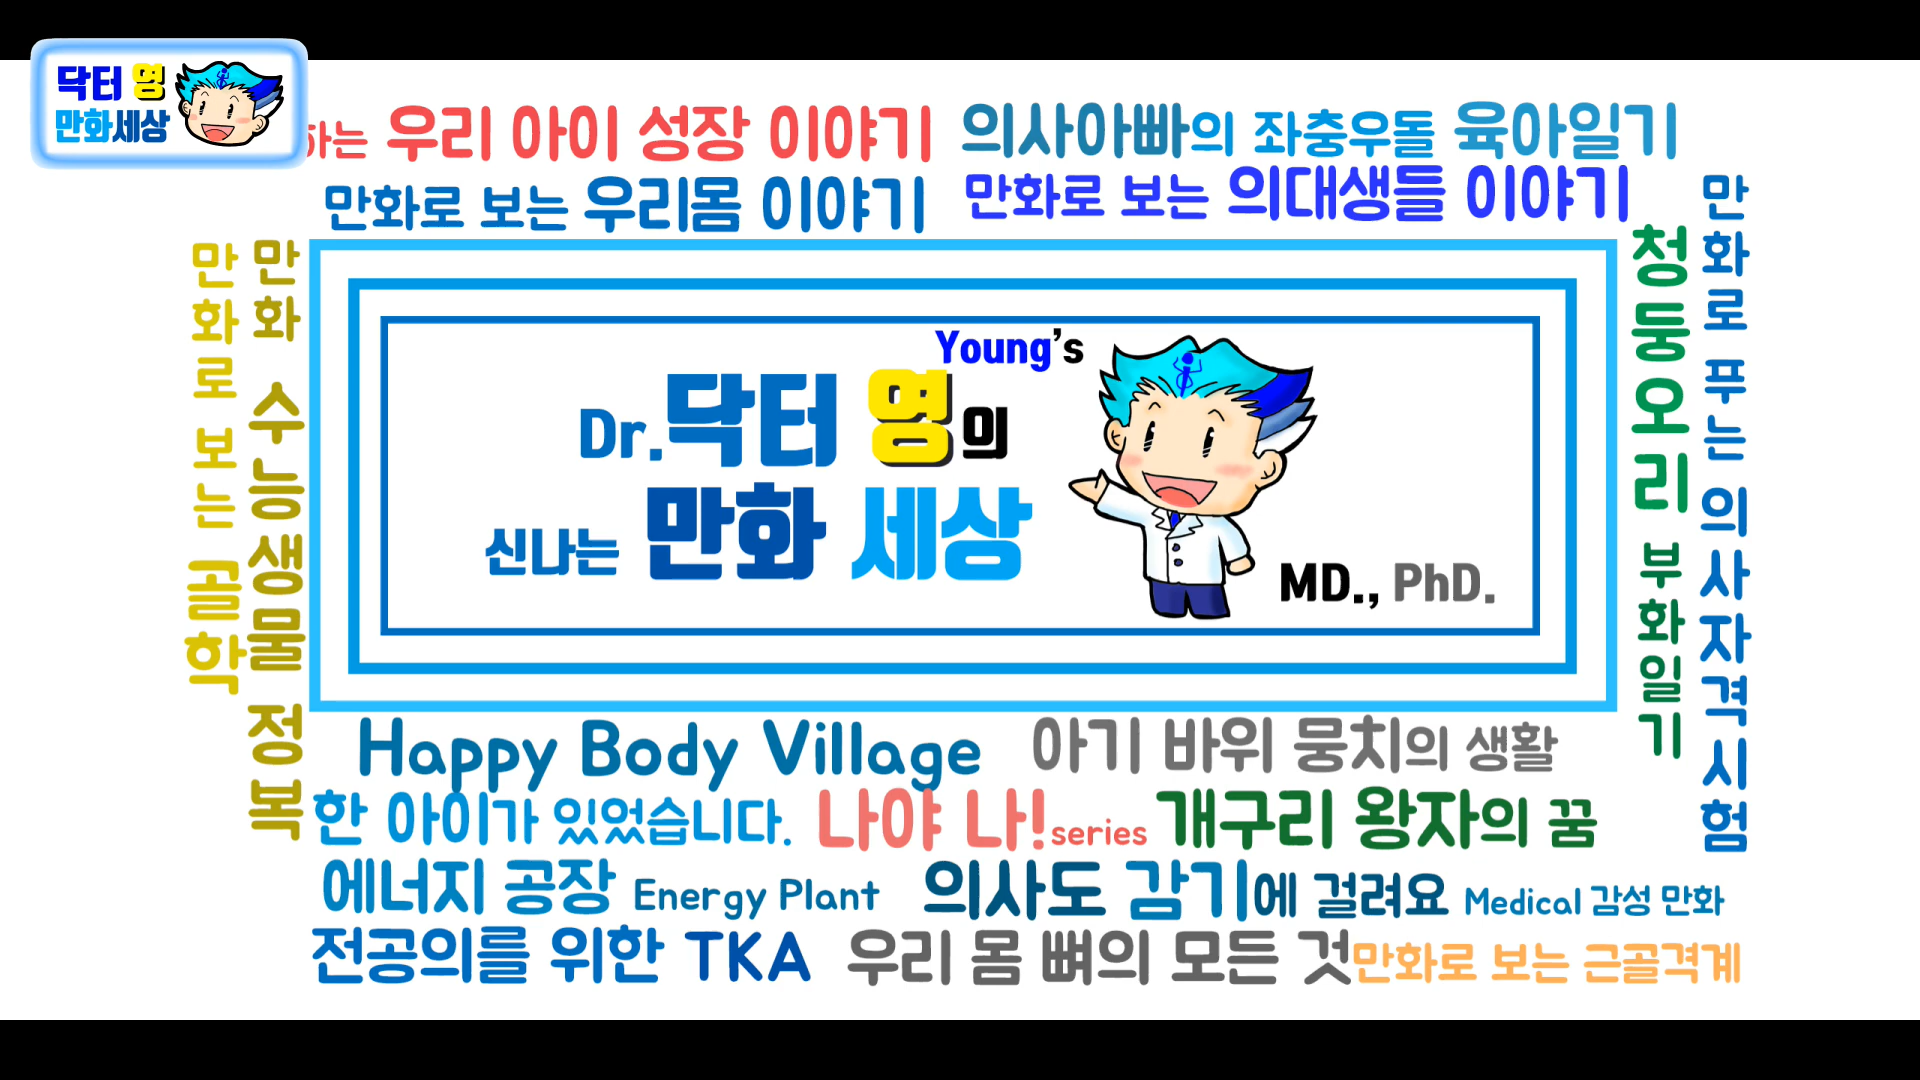 닥터 영
만화세상
하는 우리 아이 성장 이야기
의사아빠의 좌충우돌 육아일기
만화로 보는 우리몸 이야기
만화로 보는 의대생들 이야기
만화로 보는 골학
만화 수능생물 정복
Young's
Dr.닥터 영의
신나는 만화 세상
MD., PhD.
청둥오리 부화일기
만화로 푸는 의사자격시험
Happy Body Village
아기 바위 뭉치의 생활
한 아이가 있었습니다.
나야 나! series
개구리 왕자의 꿈
에너지 공장 Energy Plant
의사도 감기에 걸려요 Medical 감성 만화
전공의를 위한 TKA
우리 몸 뼈의 모든 것
만화로 보는 근골격계